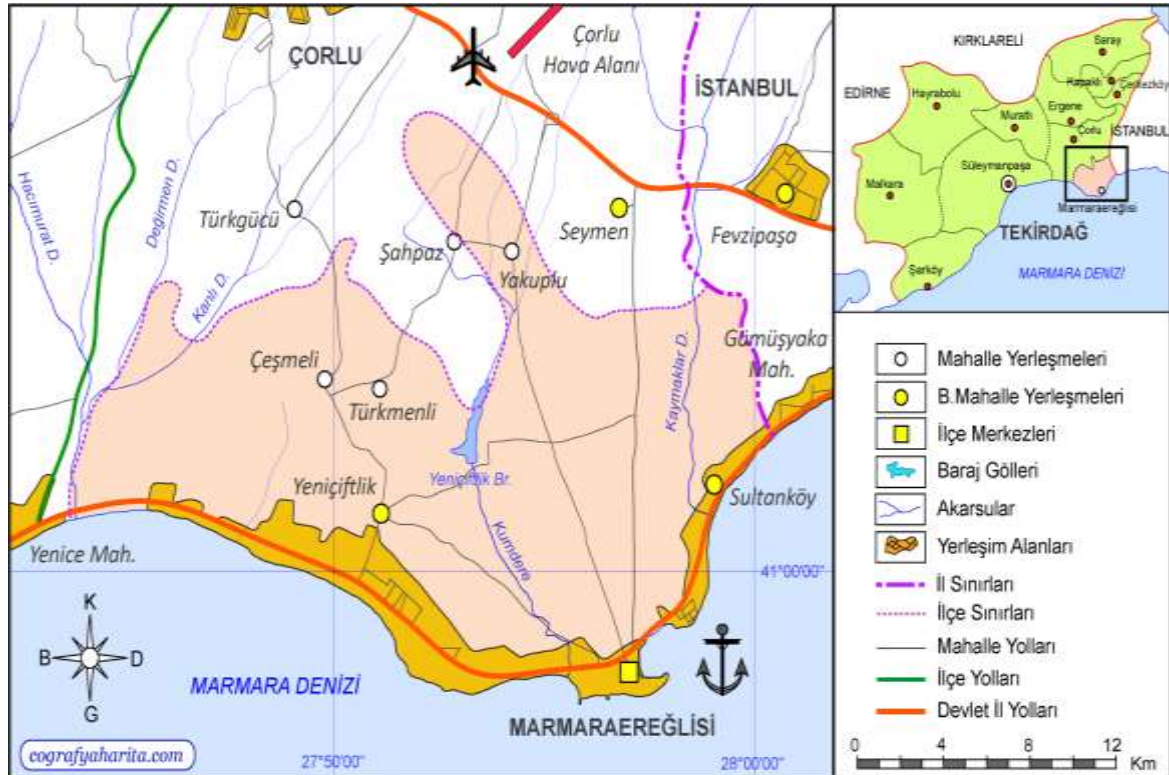 ÇORLU
Çorlu
Hava Alanı
İSTANBUL
Hacımurat D.
Değirmen D.
Kanlı D.
Türkgücü
Şahpaz
Yakuplu
Seymen
Fevzipaşa
Kaymaklar D.
Gümüşyaka
Mah.
Çeşmeli
Türkmenli
Yeniçiftlik
Yeniçiftlik Br.
Kumdere
Sultanköy
Yenice Mah.
41°00'00"
K
B
D
G
MARMARA DENİZİ
MARMARAEREĞLİSİ
cografyaharita.com
27°50'00"
28°00'00"
KIRKLARELİ
Saray
EDİRNE
Hayrabolu
Kapaklı
Çerkezköy
Ergene
Muratlı
Çorlu
İSTANBUL
Süleymanpaşa
Malkara
Marmaraereğlisi
TEKİRDAĞ
Şarköy
MARMARA DENİZİ
Mahalle Yerleşmeleri
B.Mahalle Yerleşmeleri
İlçe Merkezleri
Baraj Gölleri
Akarsular
Yerleşim Alanları
İl Sınırları
İlçe Sınırları
Mahalle Yolları
İlçe Yolları
Devlet İl Yolları
0 4 8 12
Km